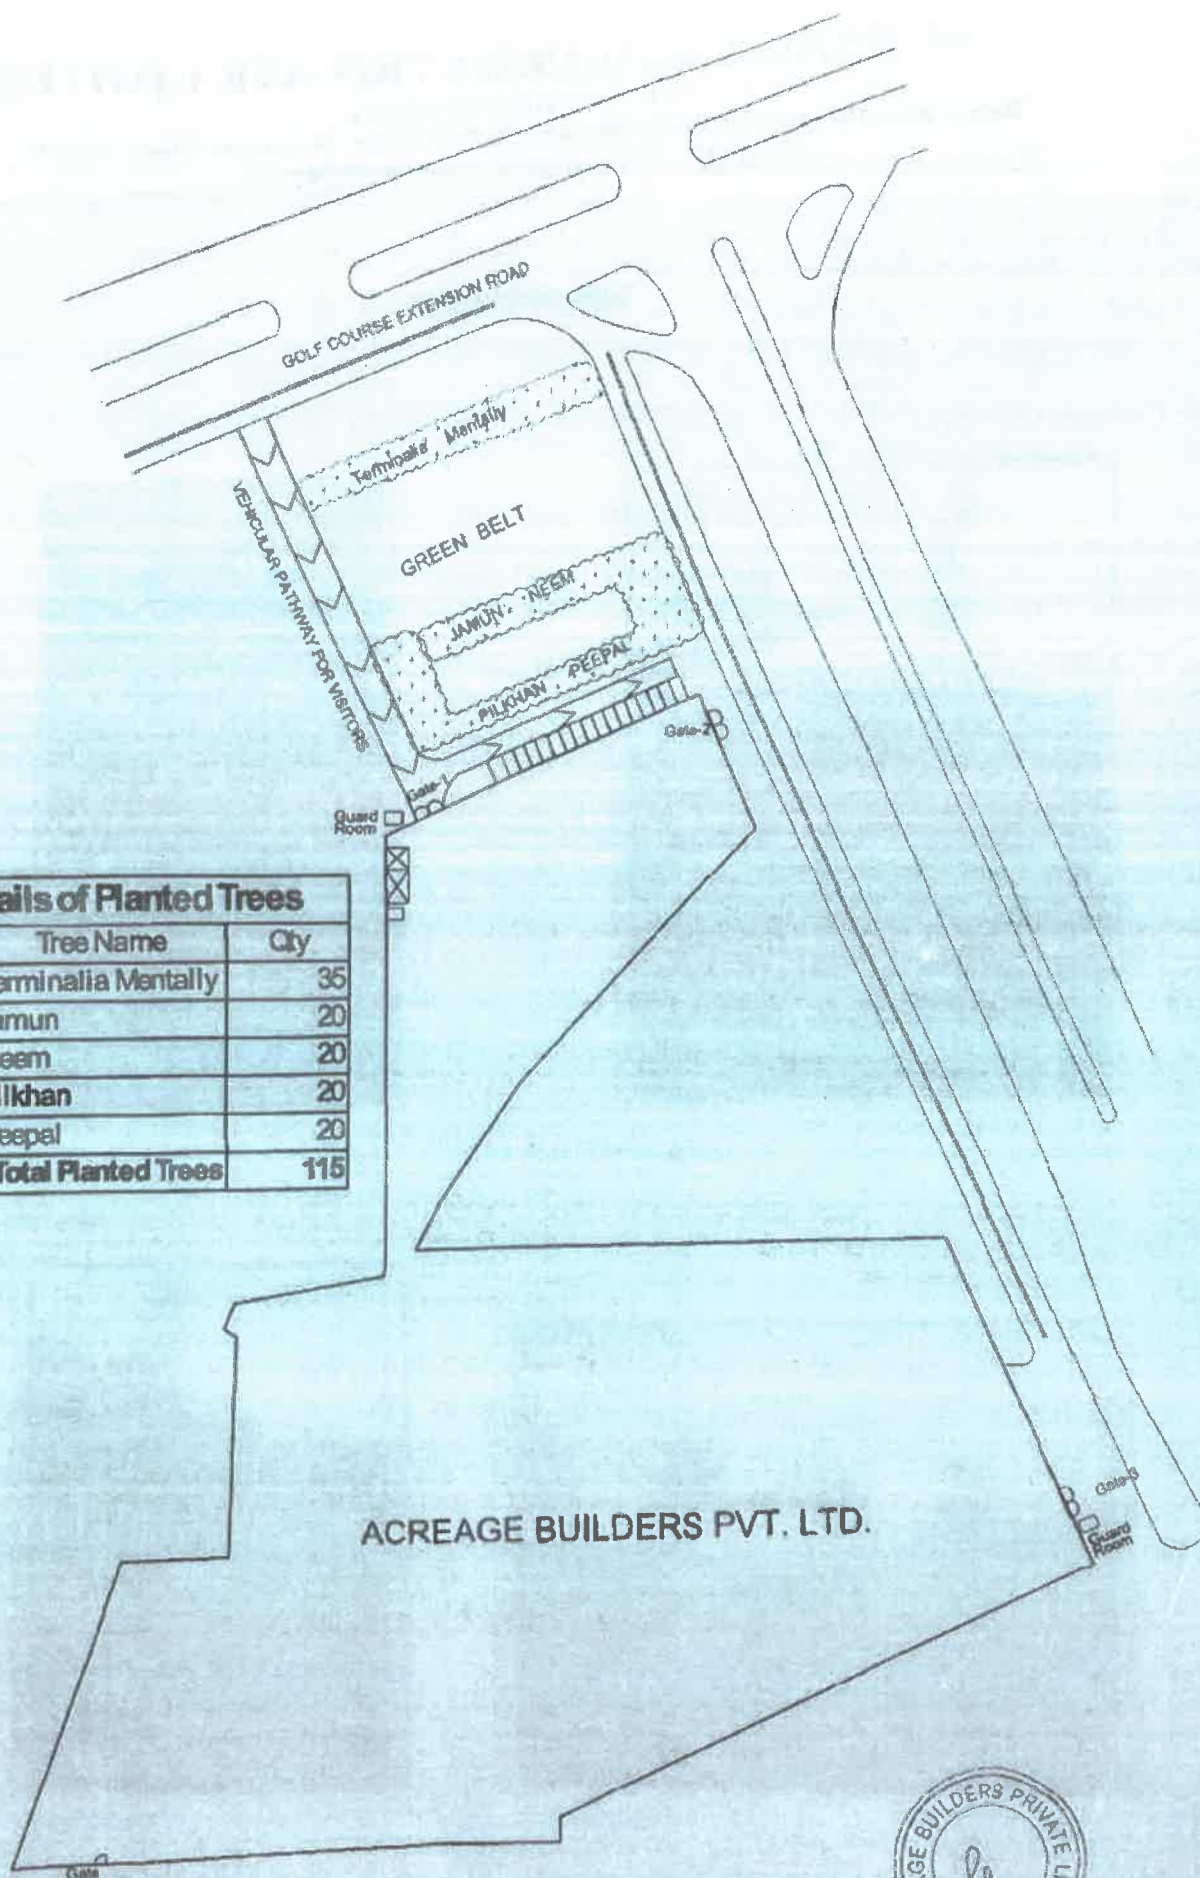 GOLF COURSE EXTENSION ROAD
Terminalia Mentally
GREEN BELT
VEHICULAR PATHWAY FOR VISITORS
JAMUN NEEM
PILKHAN PEEPAL
Gate-2
Gate-1
Guard
Room
ails of Planted Trees
Tree Name Qty.
erminalia Mentally 35
amun 20
eem 20
ilkhan 20
eepal 20
Total Planted Trees 115
Gate-3
Guard
Room
ACREAGE BUILDERS PVT. LTD.
GE BUILDERS PRIVATE LI
Gate